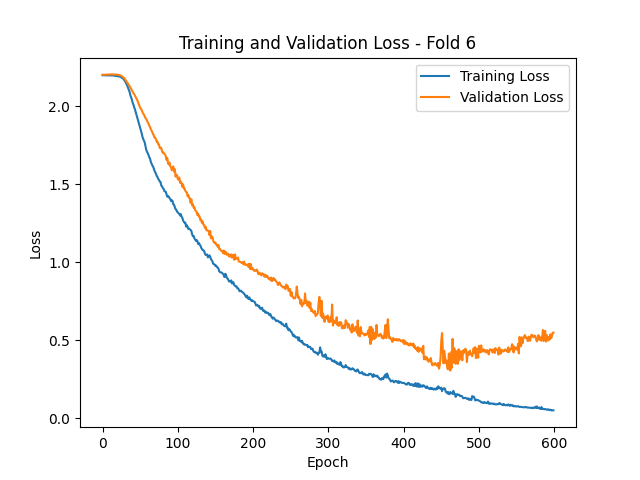 Training and Validation Loss - Fold 6
Training Loss
Validation Loss
2.0
1.5
1.0
0.5
0.0
Loss
0 100 200 300 400 500 600
Epoch